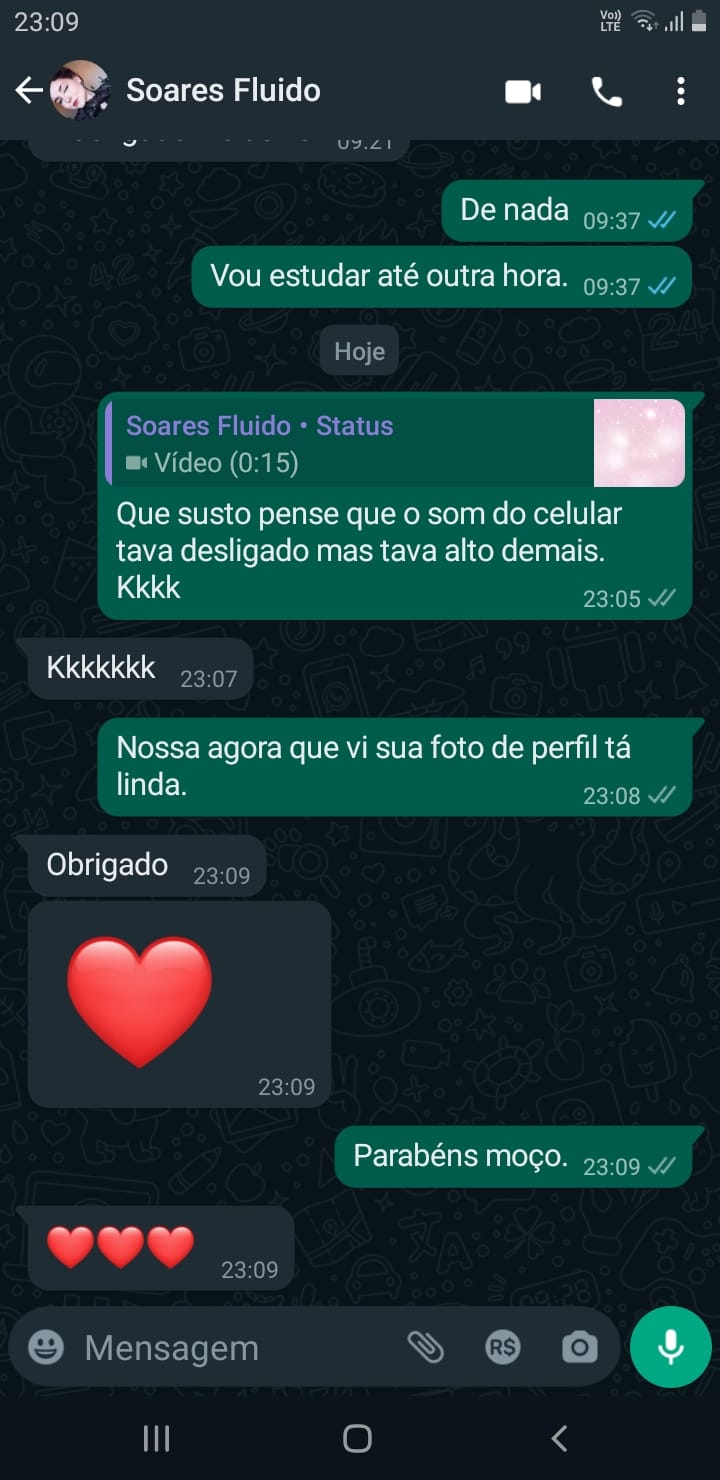 23:09
Vo))
LTE
Soares Fluido
09:21
De nada 09:37
Vou estudar até outra hora. 09:37
Hoje
Soares Fluido • Status
Vídeo (0:15)
Que susto pense que o som do celular
tava desligado mas tava alto demais.
Kkkk
23:05
Kkkkkkk 23:07
Nossa agora que vi sua foto de perfil tá
linda.
23:08
Obrigado 23:09
23:09
Parabéns moço. 23:09
23:09
Mensagem
R$